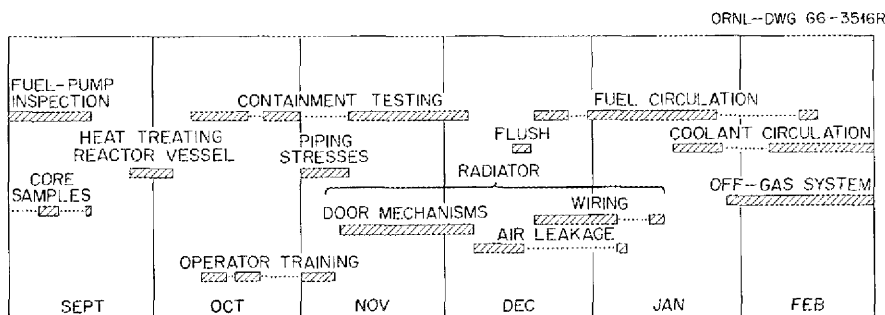 ORNL-DWG 66-3516R
FUEL-PUMP
INSPECTION
CONTAINMENT TESTING
FUEL CIRCULATION
HEAT TREATING
REACTOR VESSEL
PIPING
STRESSES
FLUSH
COOLANT CIRCULATION
RADIATOR
CORE
SAMPLES
OFF-GAS SYSTEM
DOOR MECHANISMS
WIRING
AIR LEAKAGE
OPERATOR TRAINING
SEPT
OCT
NOV
DEC
JAN
FEB